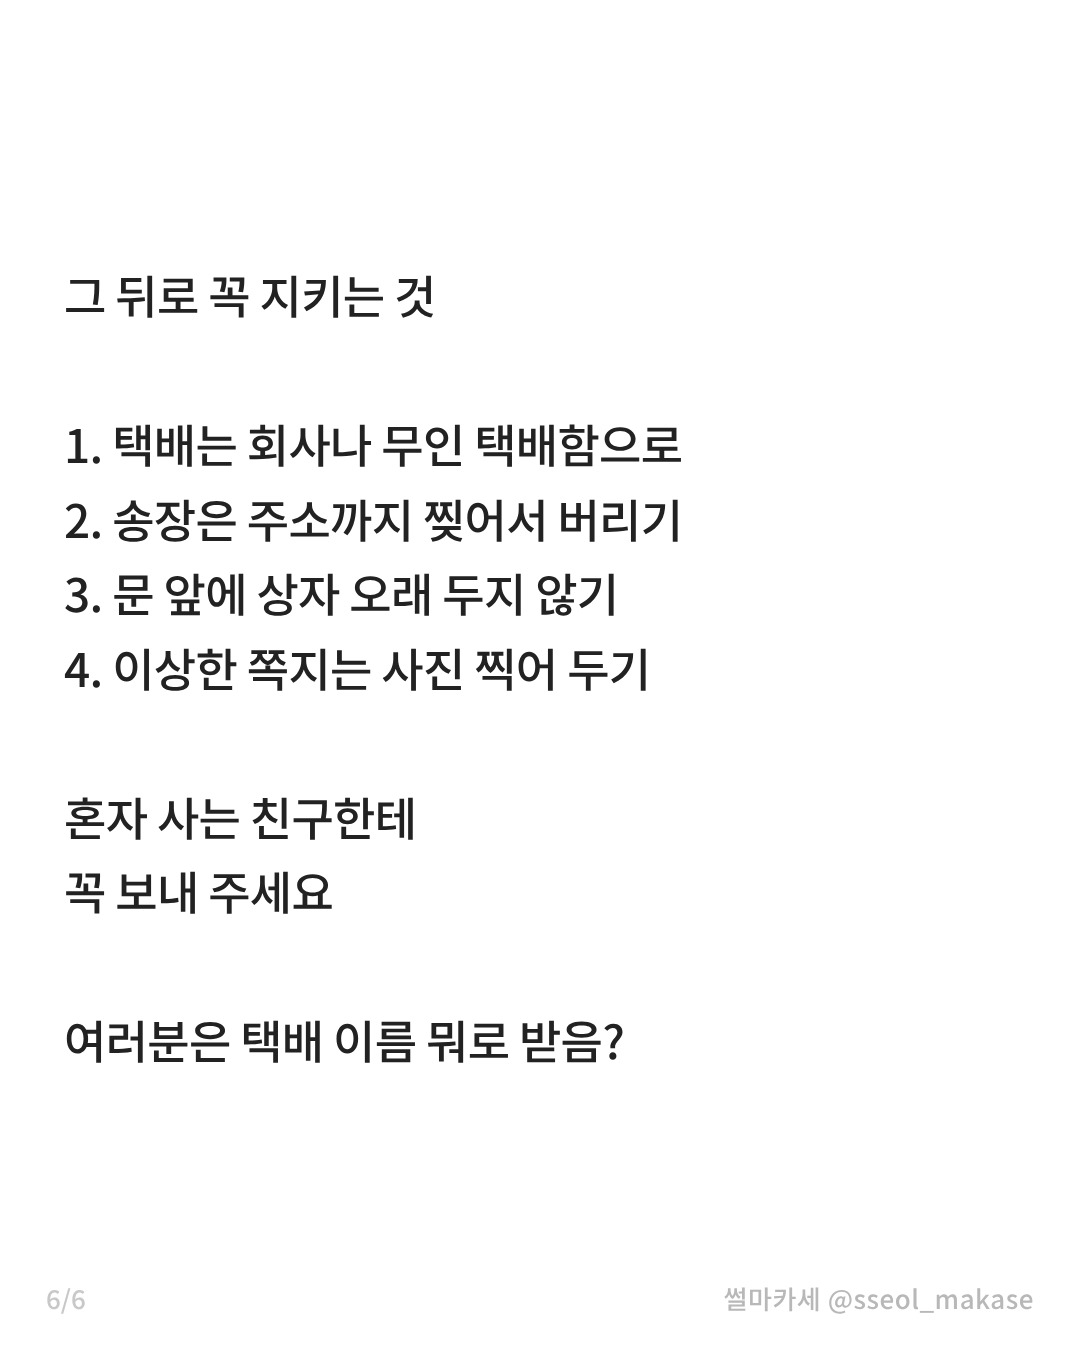 그 뒤로 꼭 지키는 것
1. 택배는 회사나 무인 택배함으로
2. 송장은 주소까지 찢어서 버리기
3. 문 앞에 상자 오래 두지 않기
4. 이상한 쪽지는 사진 찍어 두기
혼자 사는 친구한테
꼭 보내 주세요
여러분은 택배 이름 뭐로 받음?
6/6
썰마카세 @sseol_makase